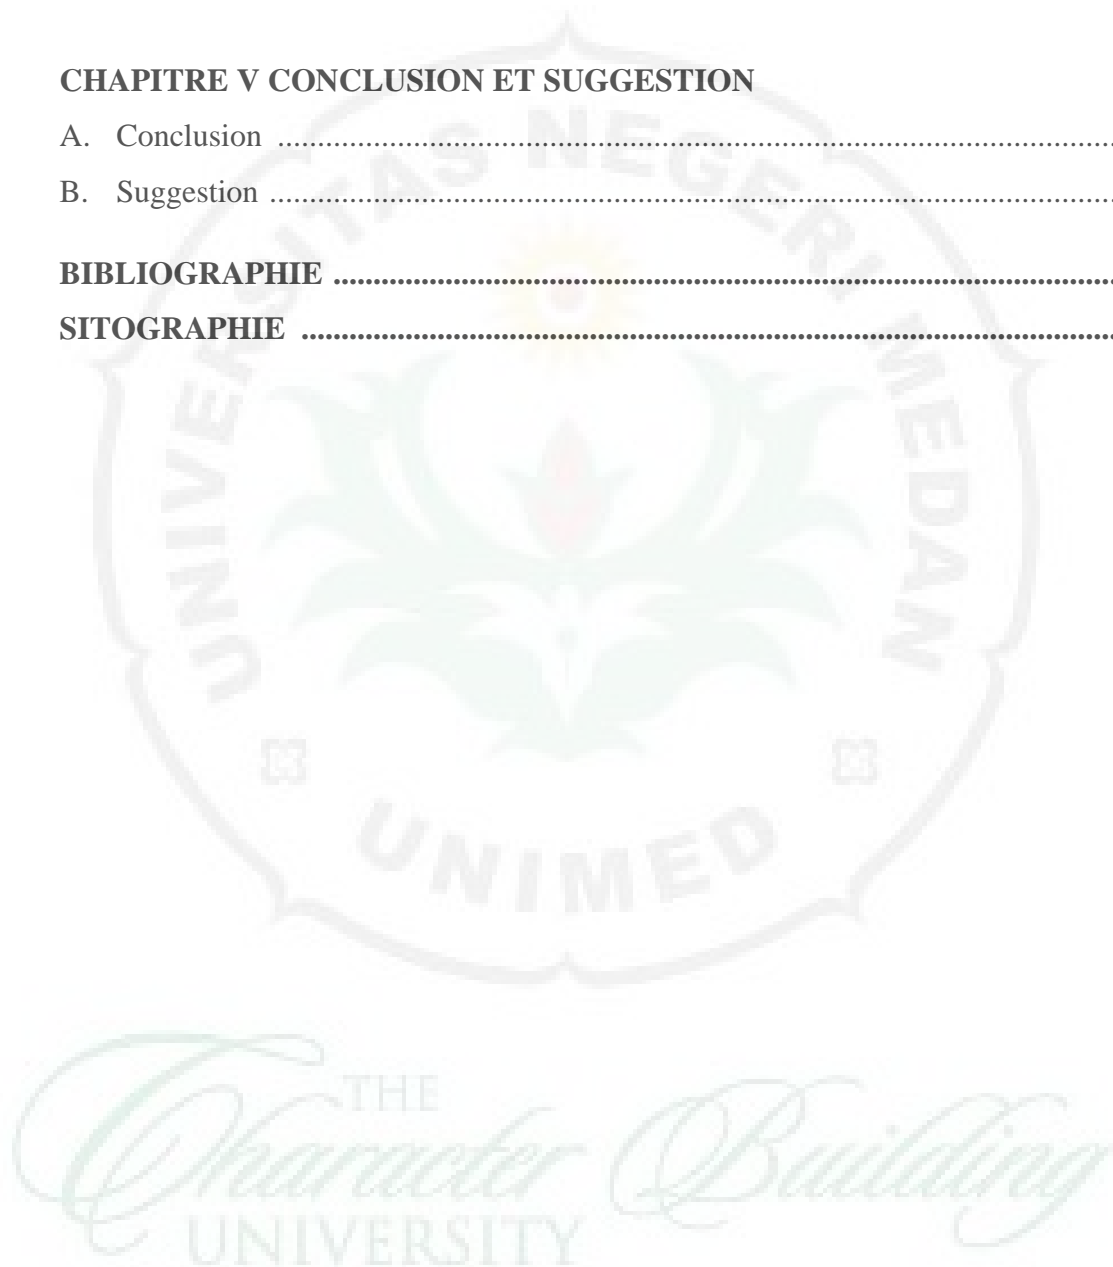 CHAPITRE V CONCLUSION ET SUGGESTION
A. Conclusion ........................................................................................................
B. Suggestion .........................................................................................................
BIBLIOGRAPHIE ..................................................................................................
SITOGRAPHIE ......................................................................................................
UNIVERSITAS NEGERI MEDAN
UNIMED
THE
Character Building
UNIVERSITY